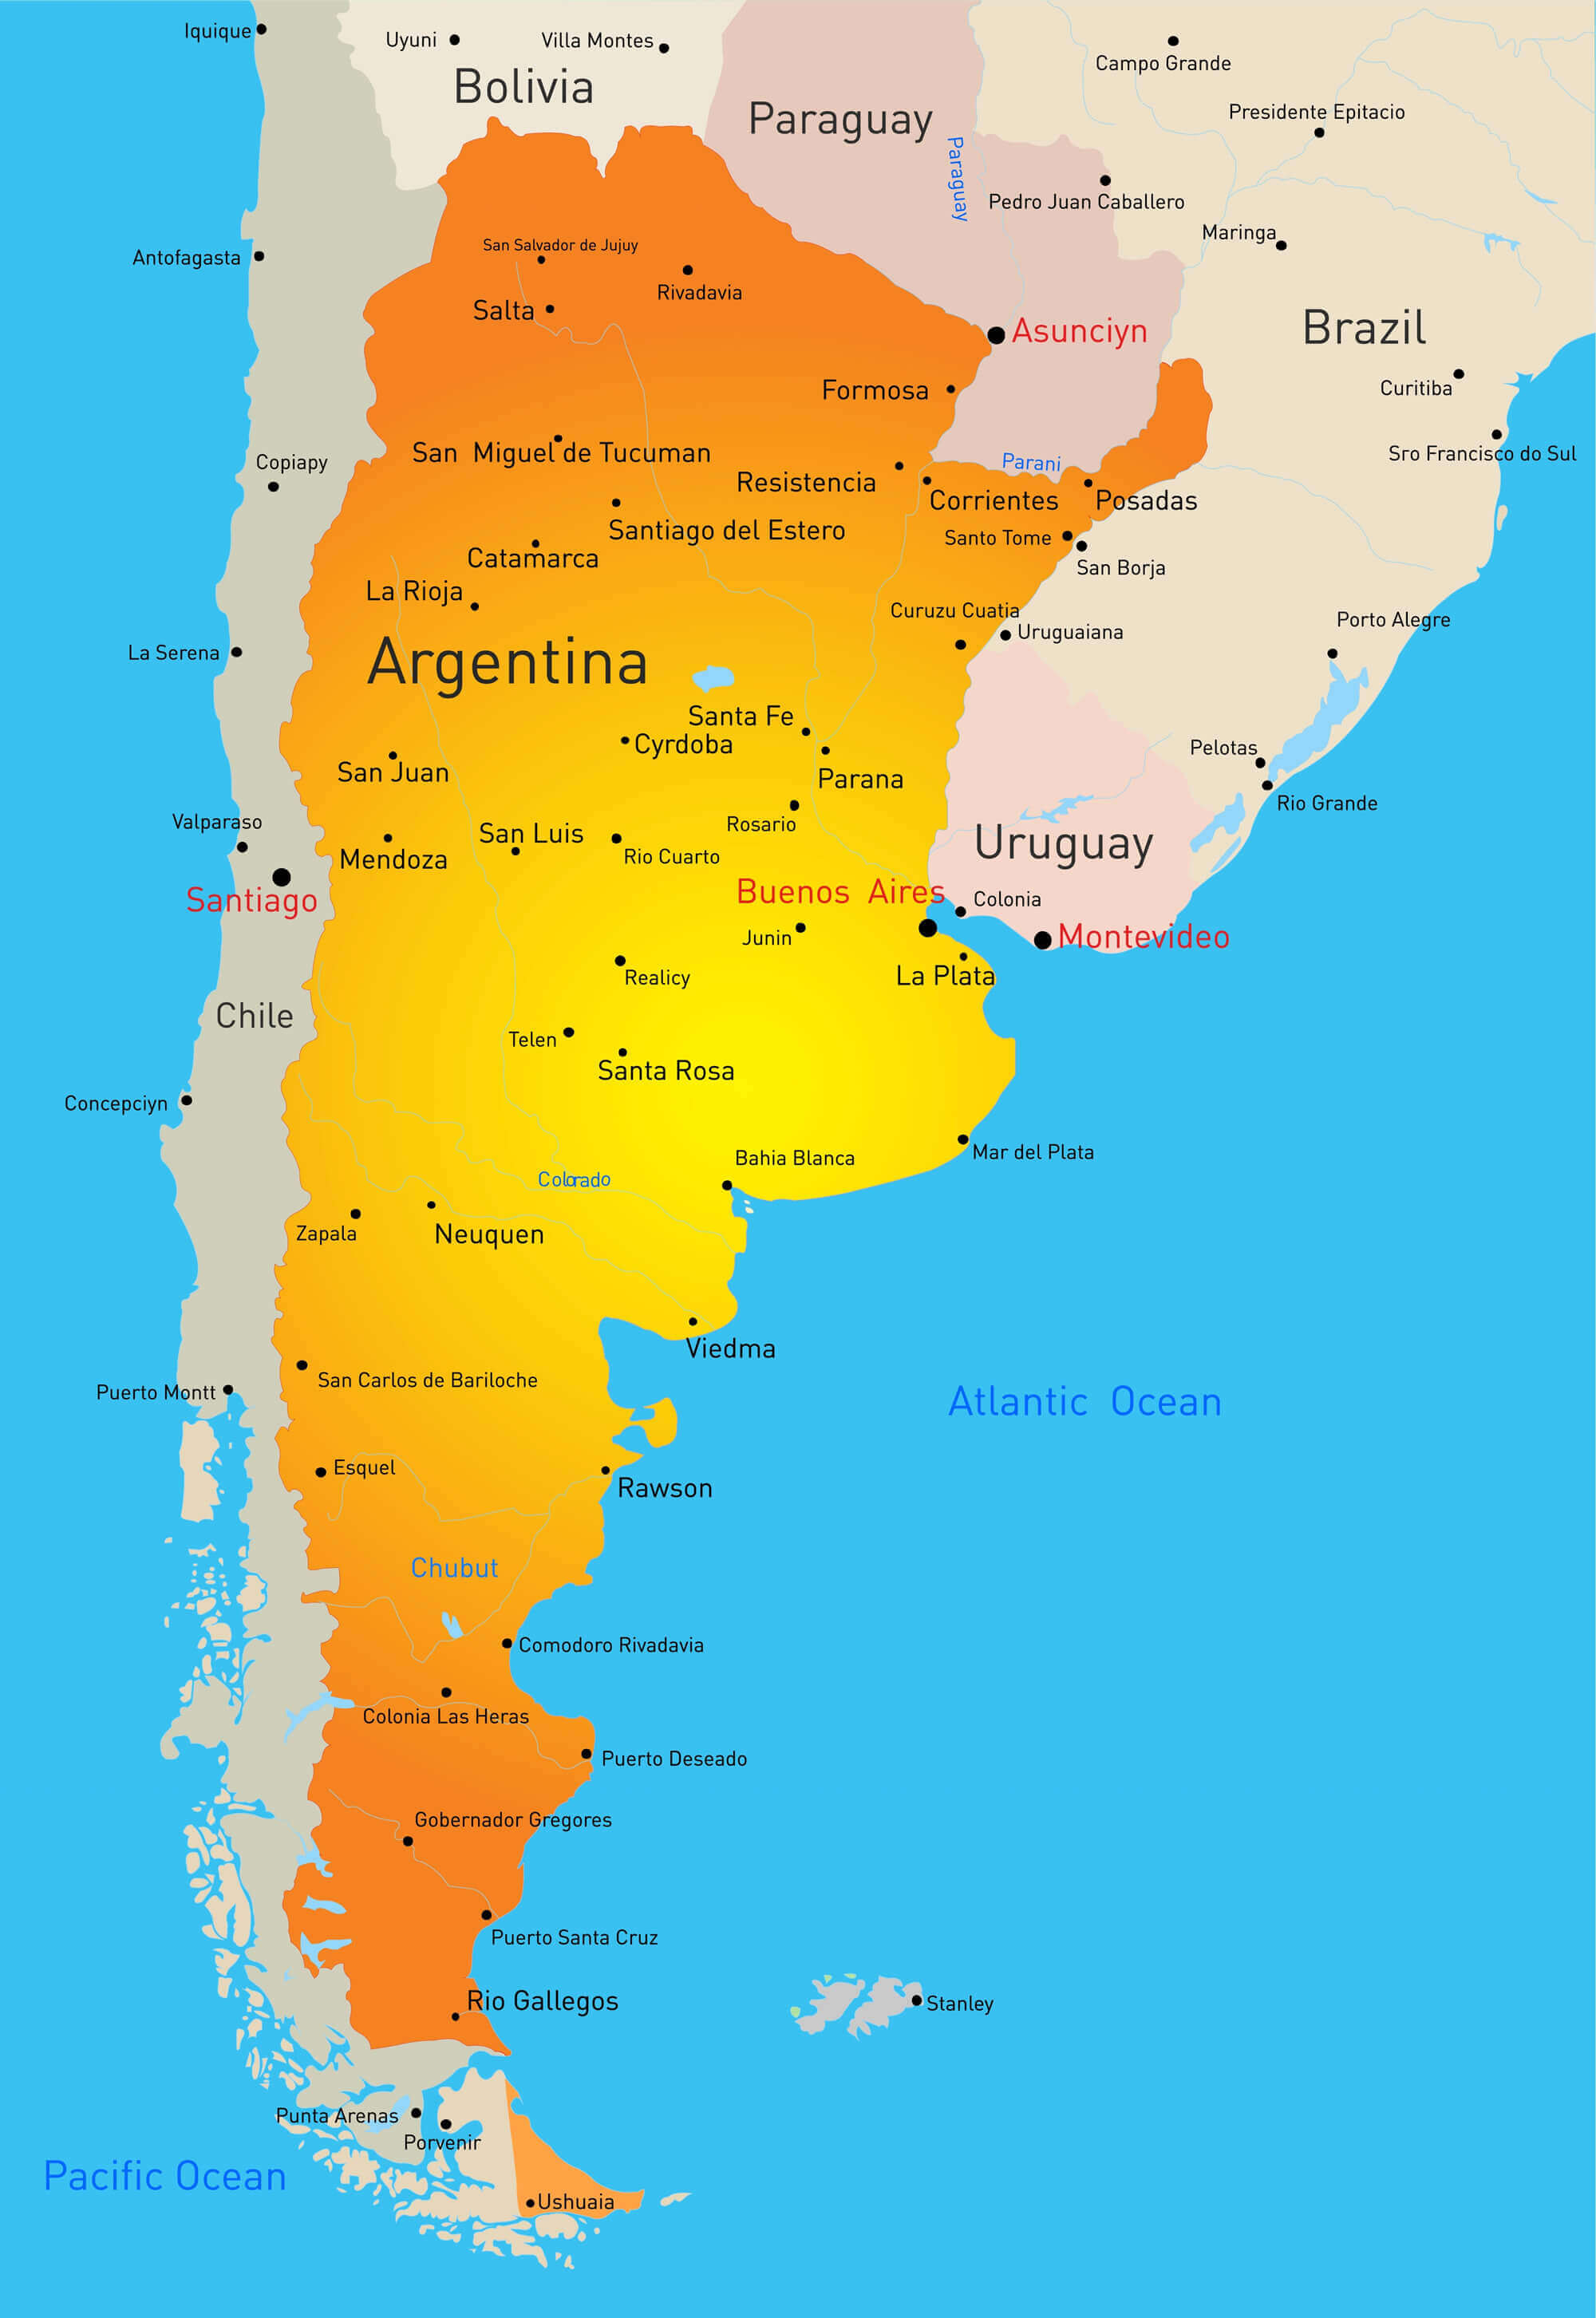 Iquique
Uyuni
Villa Montes
Campo Grande
Bolivia
Paraguay
Presidente Epitacio
Paraguay
Pedro Juan Caballero
Maringa
Antofagasta
San Salvador de Jujuy
Rivadavia
Salta
Asunciyn
Brazil
Formosa
Curitiba
San Miguel de Tucuman
Sro Francisco do Sul
Copiapy
Parani
Resistencia
Corrientes
Posadas
Santiago del Estero
Santo Tome
Catamarca
San Borja
La Rioja
Curuzu Cuatia
Porto Alegre
Uruguaiana
La Serena
Argentina
Santa Fe
Cyrdoba
Pelotas
San Juan
Parana
Rio Grande
Valparaso
Rosario
San Luis
Uruguay
Mendoza
Rio Cuarto
Santiago
Buenos Aires
Colonia
Junin
Montevideo
La Plata
Realicy
Chile
Telen
Santa Rosa
Concepciyn
Mar del Plata
Bahia Blanca
Colorado
Zapala
Neuquen
Viedma
San Carlos de Bariloche
Puerto Montt
Atlantic Ocean
Esquel
Rawson
Chubut
Comodoro Rivadavia
Colonia Las Heras
Puerto Deseado
Gobernador Gregores
Puerto Santa Cruz
Rio Gallegos
Stanley
Punta Arenas
Porvenir
Pacific Ocean
Ushuaia